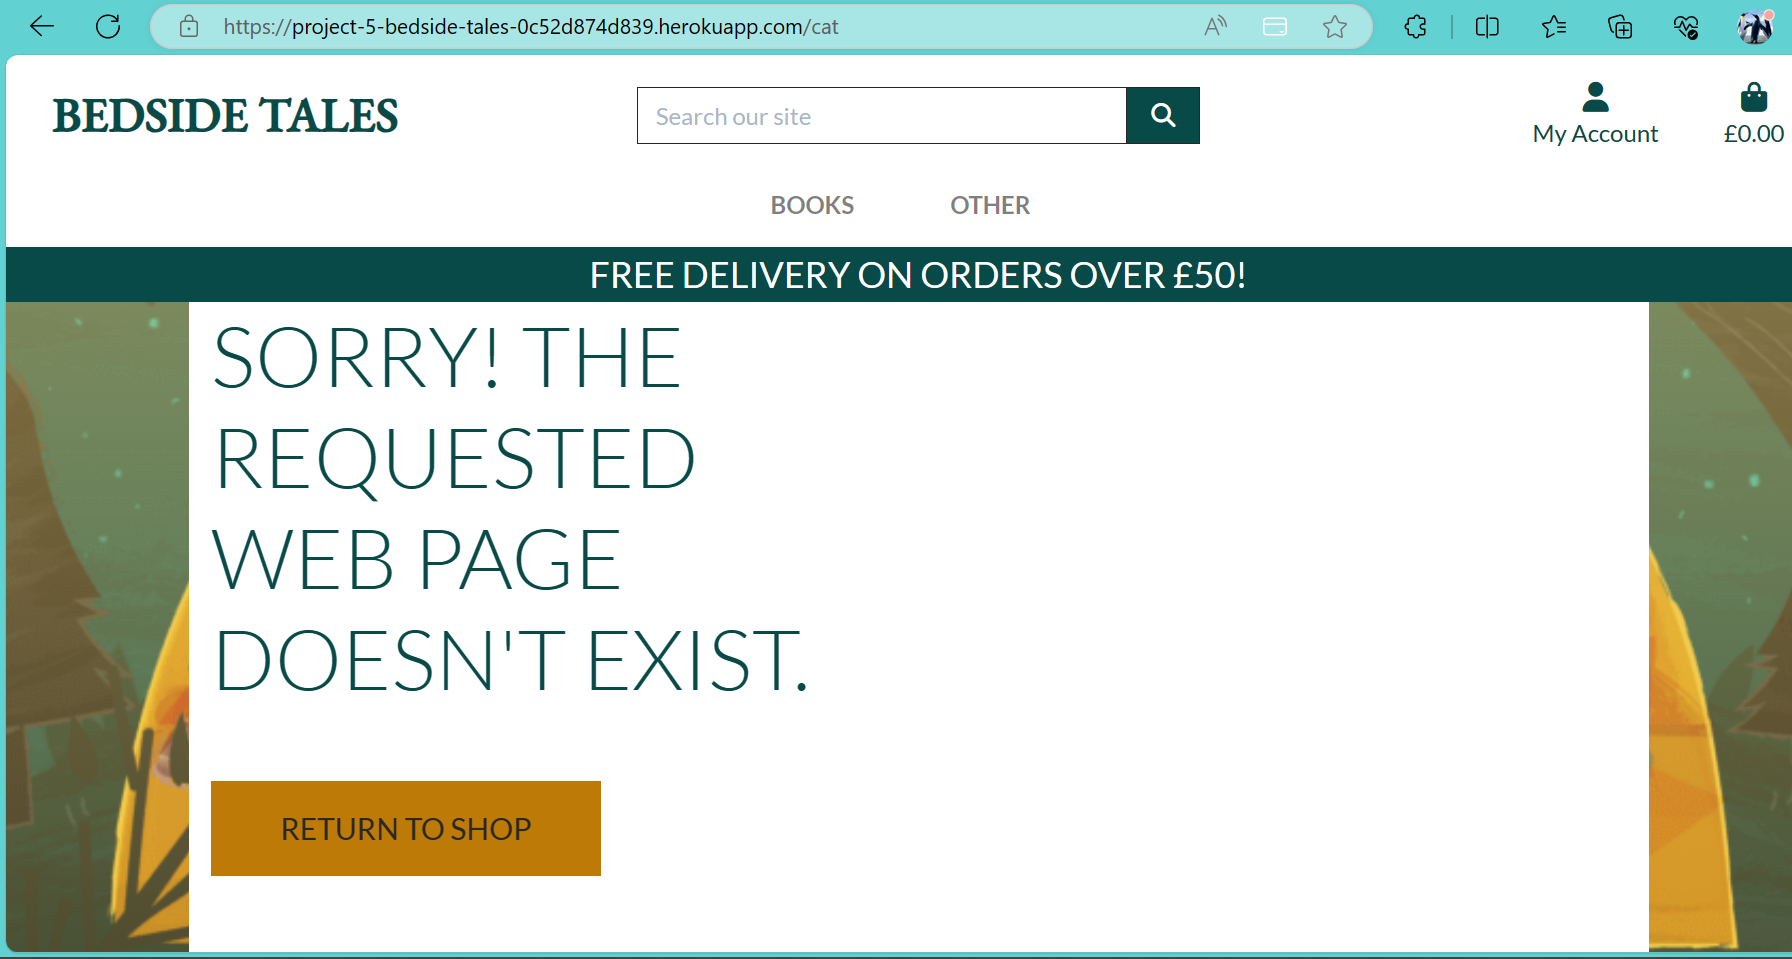 https://project-5-bedside-tales-0c52d874d839.herokuapp.com/cat
BEDSIDE TALES
Search our site
My Account
£0.00
BOOKS
OTHER
FREE DELIVERY ON ORDERS OVER £50!
SORRY! THE
REQUESTED
WEB PAGE
DOESN'T EXIST.
RETURN TO SHOP